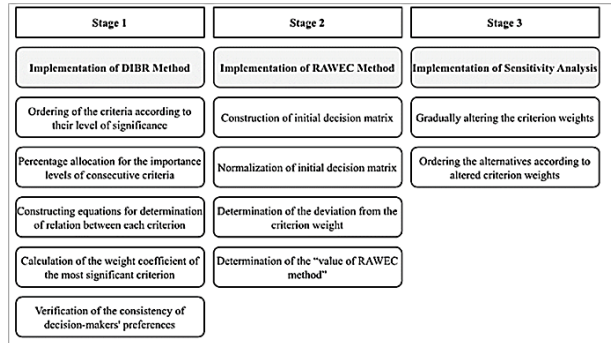 Stage 1
Implementation of DIBR Method
Ordering of the criteria according to
their level of significance
Percentage allocation for the importance
levels of consecutive criteria
Constructing equations for determination
of relation between each criterion
Calculation of the weight coefficient of
the most significant criterion
Verification of the consistency of
decision-makers' preferences
Stage 2
Implementation of RAWEC Method
Construction of initial decision matrix
Normalization of initial decision matrix
Determination of the deviation from the
criterion weight
Determination of the “value of RAWEC
method”
Stage 3
Implementation of Sensitivity Analysis
Gradually altering the criterion weights
Ordering the alternatives according to
altered criterion weights